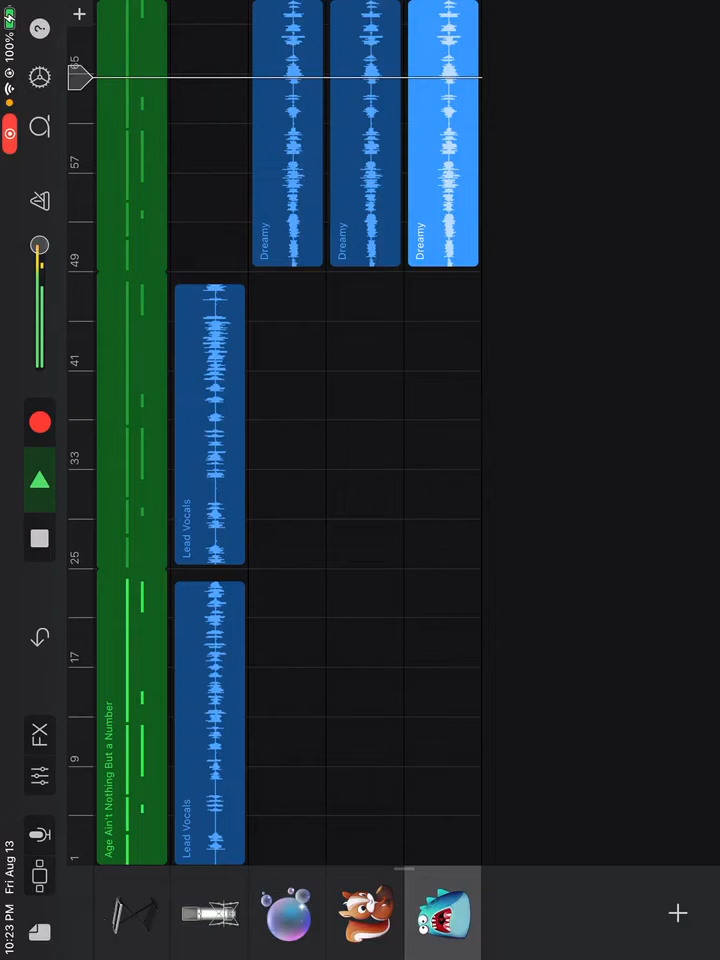 10:23 PM Fri Aug 13
100%
FX
?
1
9
17
25
33
41
49
57
65
Age Ain't Nothing But a Number
Lead Vocals
Lead Vocals
Dreamy
Dreamy
Dreamy